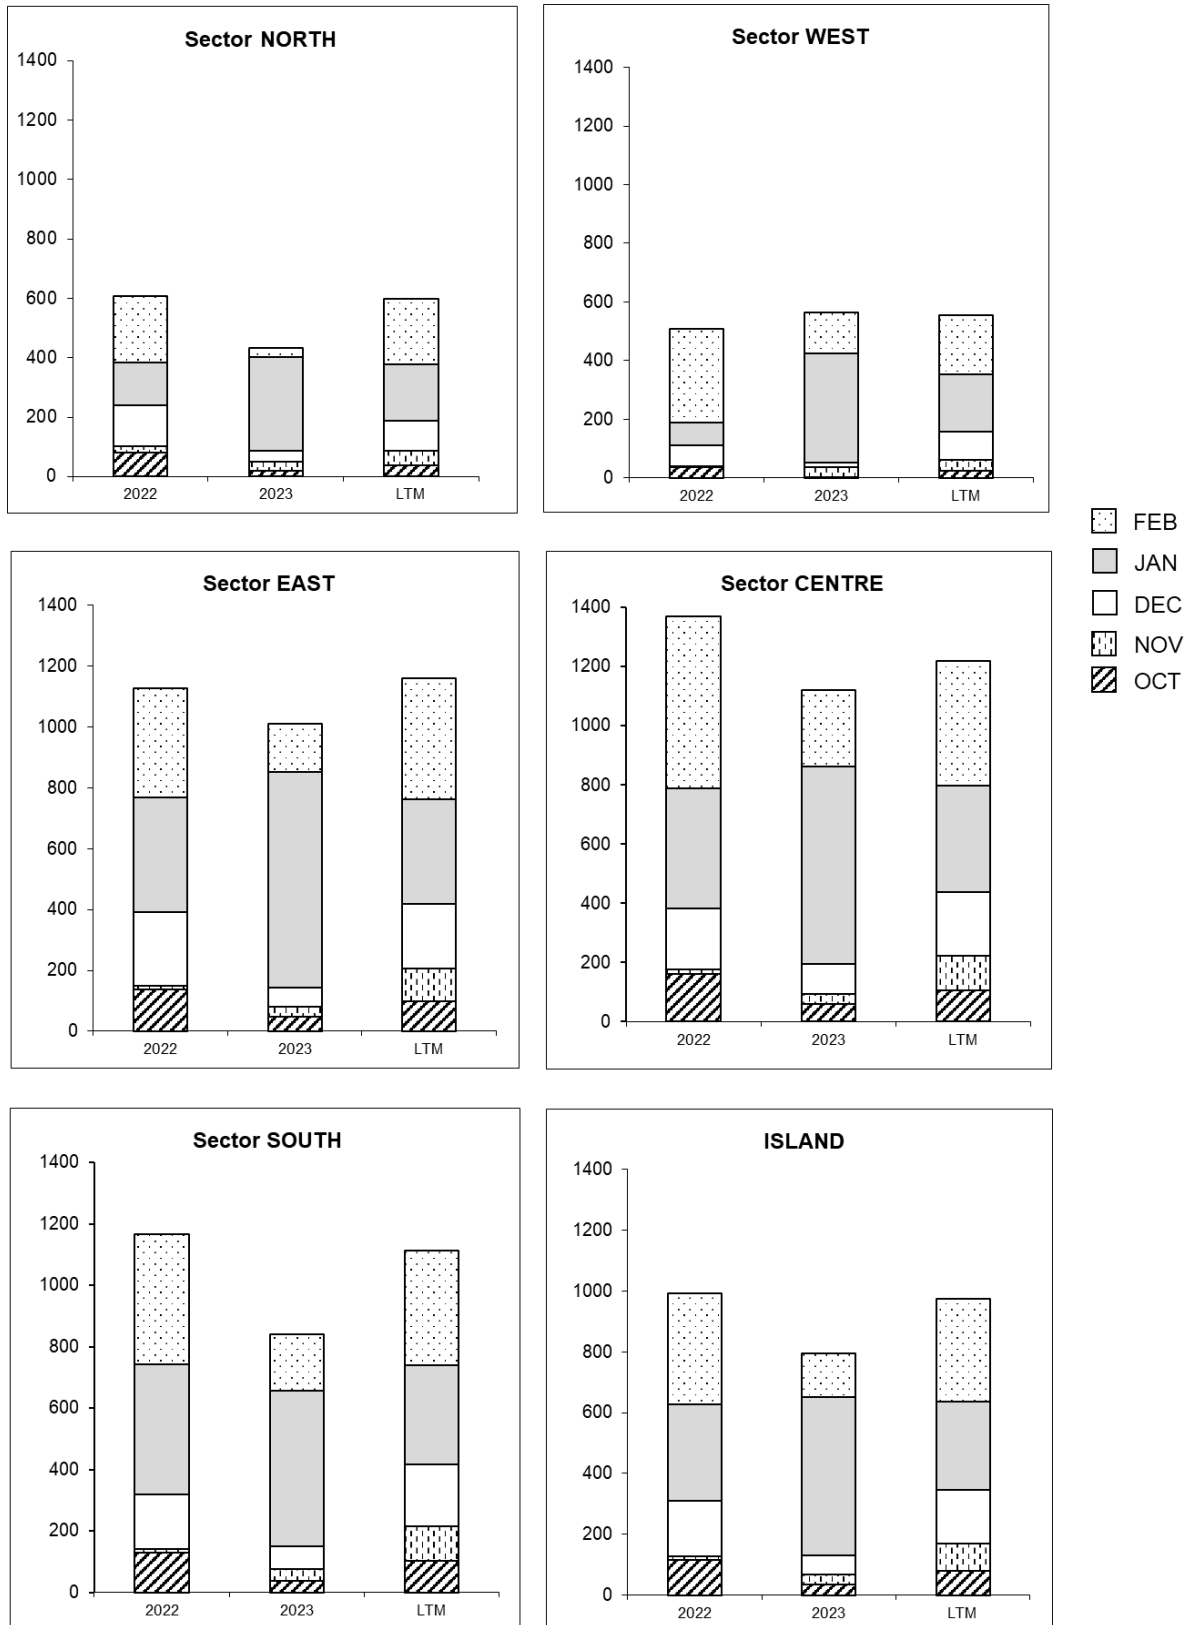 Sector NORTH
1400
1200
1000
800
600
400
200
0
2022 2023 LTM
Sector WEST
1400
1200
1000
800
600
400
200
0
2022 2023 LTM
FEB
JAN
DEC
NOV
OCT
Sector EAST
1400
1200
1000
800
600
400
200
0
2022 2023 LTM
Sector CENTRE
1400
1200
1000
800
600
400
200
0
2022 2023 LTM
Sector SOUTH
1400
1200
1000
800
600
400
200
0
2022 2023 LTM
ISLAND
1400
1200
1000
800
600
400
200
0
2022 2023 LTM